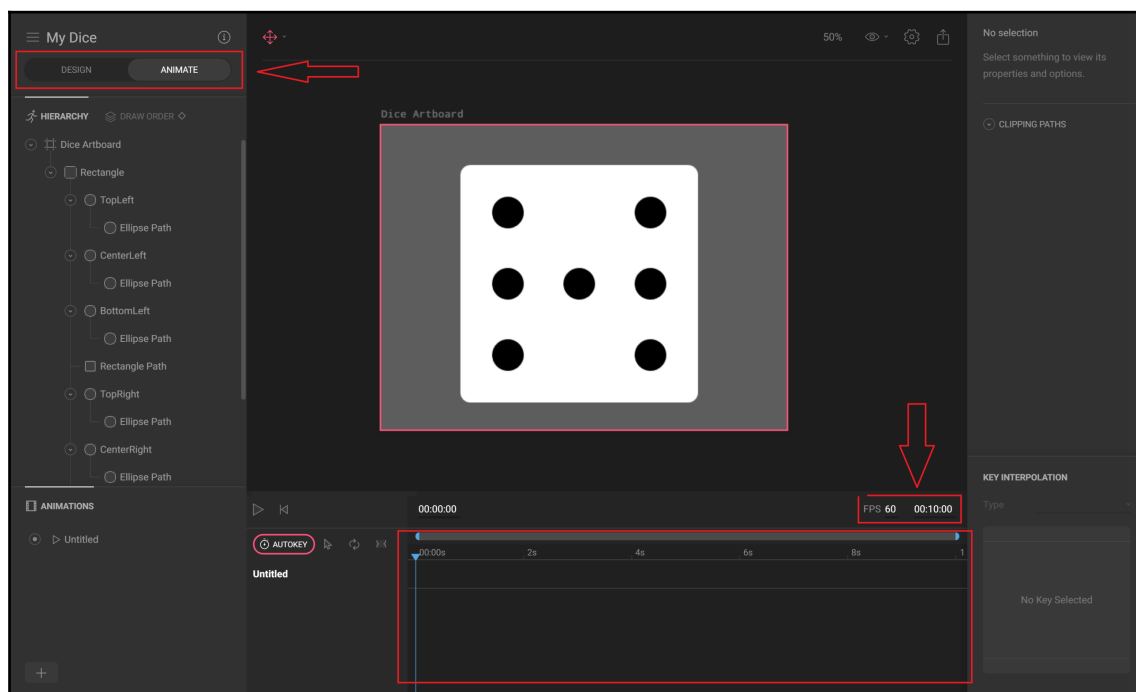 My Dice
50%
DESIGN
ANIMATE
HIERARCHY
DRAW ORDER
Dice Artboard
Rectangle
TopLeft
Ellipse Path
CenterLeft
Ellipse Path
BottomLeft
Ellipse Path
Rectangle Path
TopRight
Ellipse Path
CenterRight
Ellipse Path
ANIMATIONS
Untitled
Dice Artboard
00:00:00
FPS 60 00:10:00
AUTOKEY
00:00s 2s 4s 6s 8s 1
Untitled
No selection
Select something to view its
properties and options.
CLIPPING PATHS
KEY INTERPOLATION
Type
No Key Selected